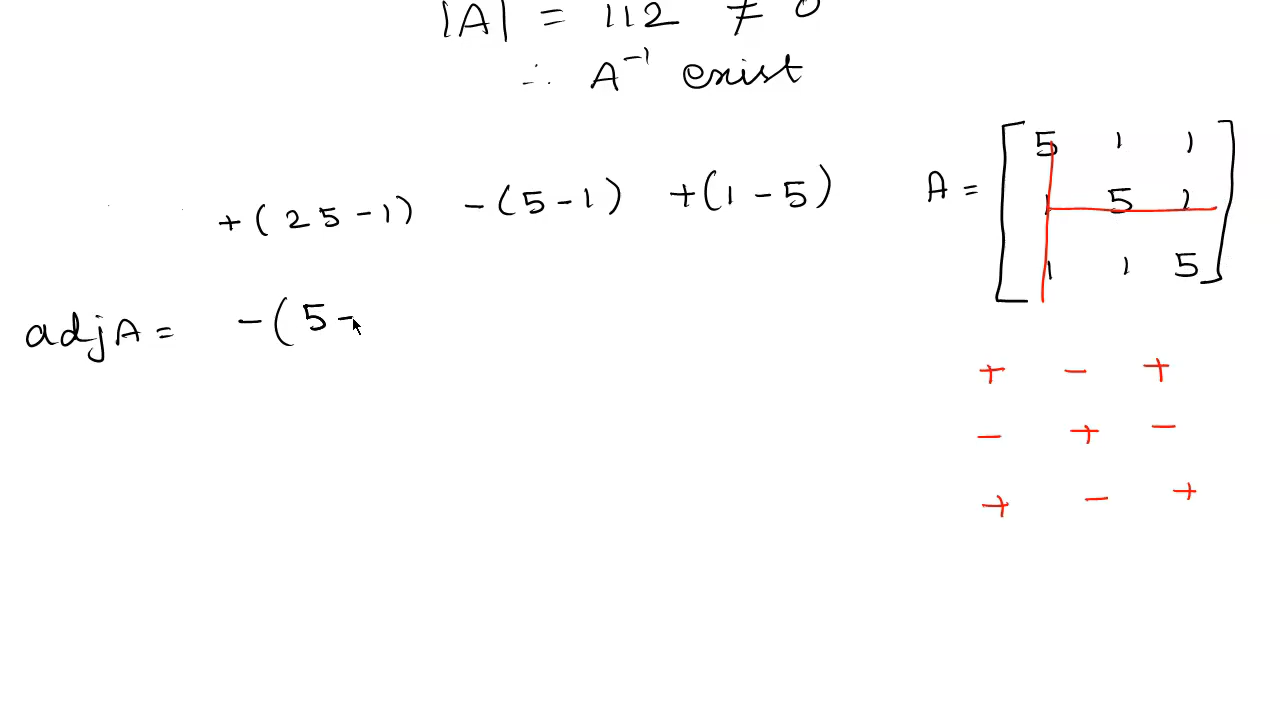 |A| = 112 ≠ 0
∴ A⁻¹ exist
+(25-1) -(5-1) +(1-5)
adjA = -(5-
A = [ 5 1 1
1 5 1
1 1 5 ]
+ - +
- + -
+ - +